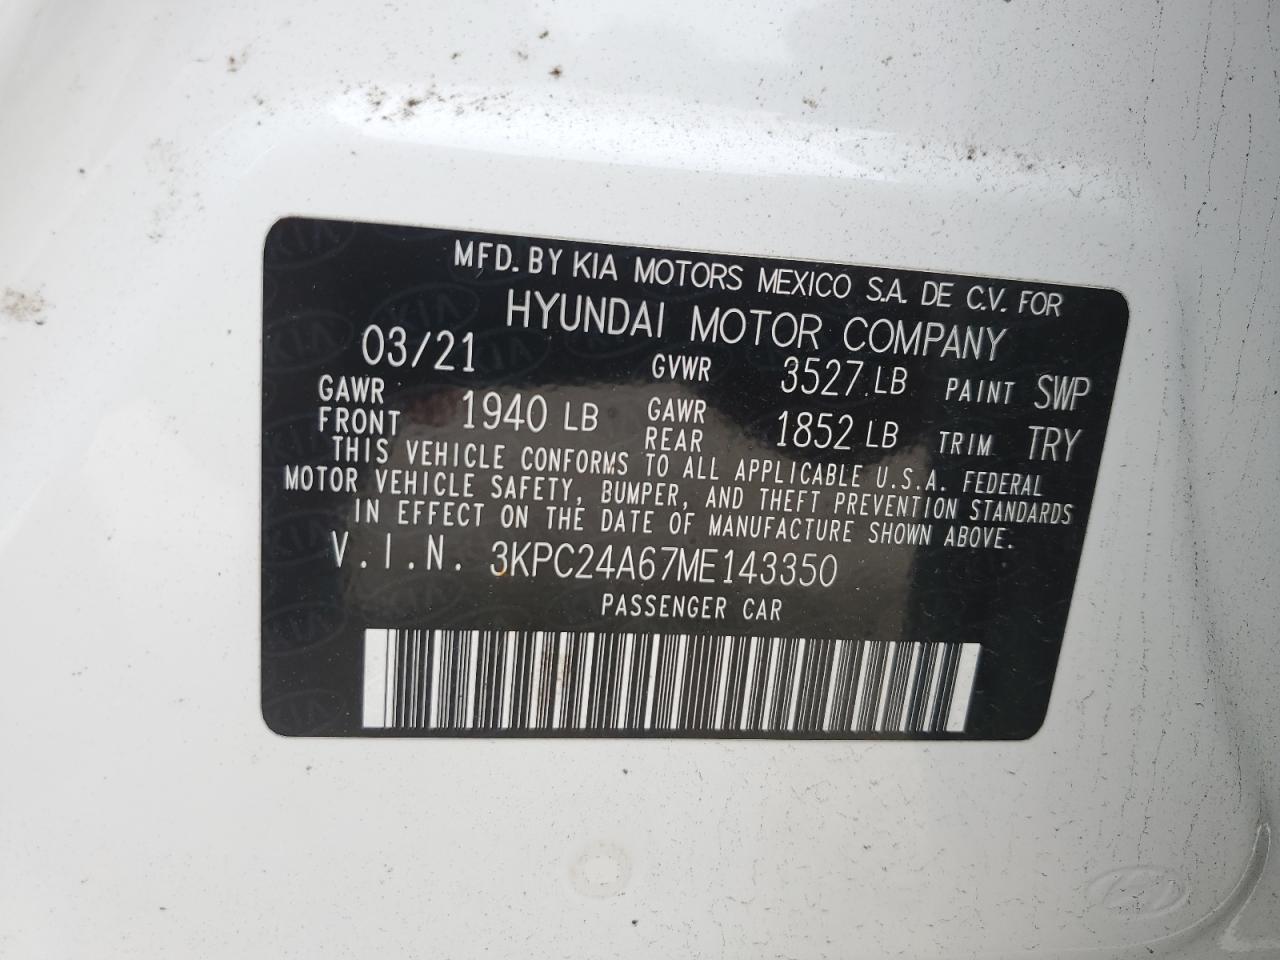 MFD. BY KIA MOTORS MEXICO S.A. DE C.V. FOR
HYUNDAI MOTOR COMPANY
03/21 GVWR 3527 LB PAINT SWP
GAWR FRONT 1940 LB GAWR REAR 1852 LB TRIM TRY
THIS VEHICLE CONFORMS TO ALL APPLICABLE U.S.A. FEDERAL
MOTOR VEHICLE SAFETY, BUMPER, AND THEFT PREVENTION STANDARDS
IN EFFECT ON THE DATE OF MANUFACTURE SHOWN ABOVE.
V.I.N. 3KPC24A67ME143350
PASSENGER CAR